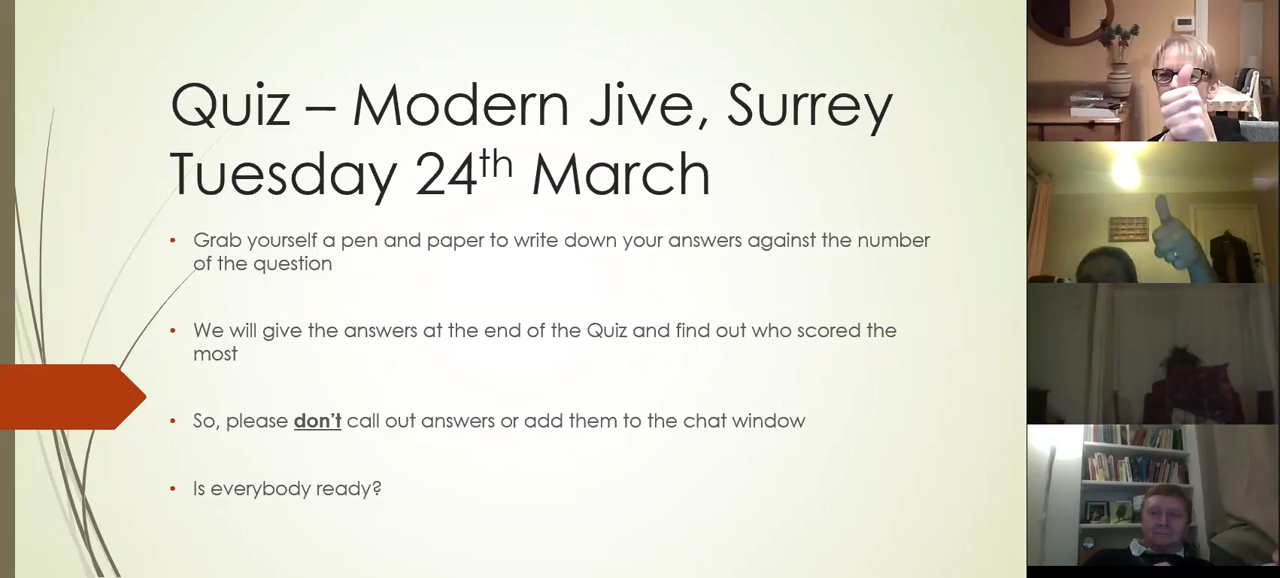 Quiz – Modern Jive, Surrey
Tuesday 24th March
• Grab yourself a pen and paper to write down your answers against the number
of the question
• We will give the answers at the end of the Quiz and find out who scored the
most
• So, please don't call out answers or add them to the chat window
• Is everybody ready?